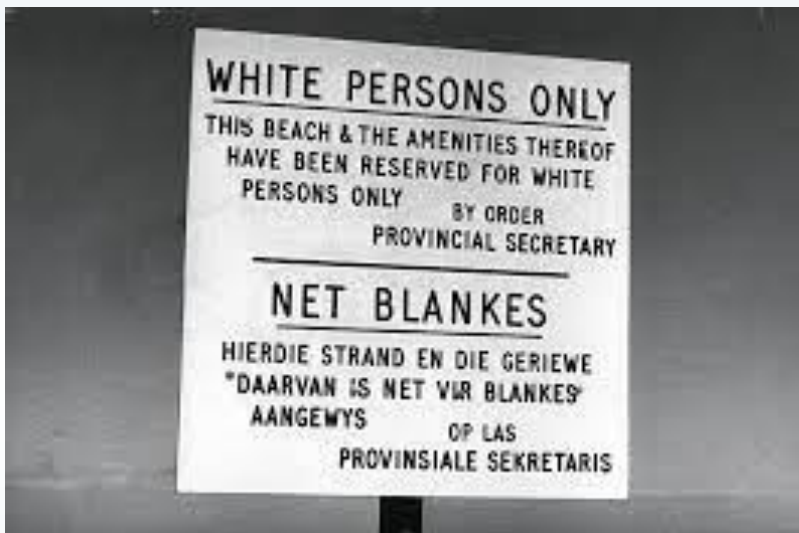 WHITE PERSONS ONLY
THIS BEACH & THE AMENITIES THEREOF
HAVE BEEN RESERVED FOR WHITE
PERSONS ONLY
BY ORDER
PROVINCIAL SECRETARY
NET BLANKES
HIERDIE STRAND EN DIE GERIEWE
DAARVAN IS NET VIR BLANKES
AANGEWYS
OP LAS
PROVINSIALE SEKRETARIS